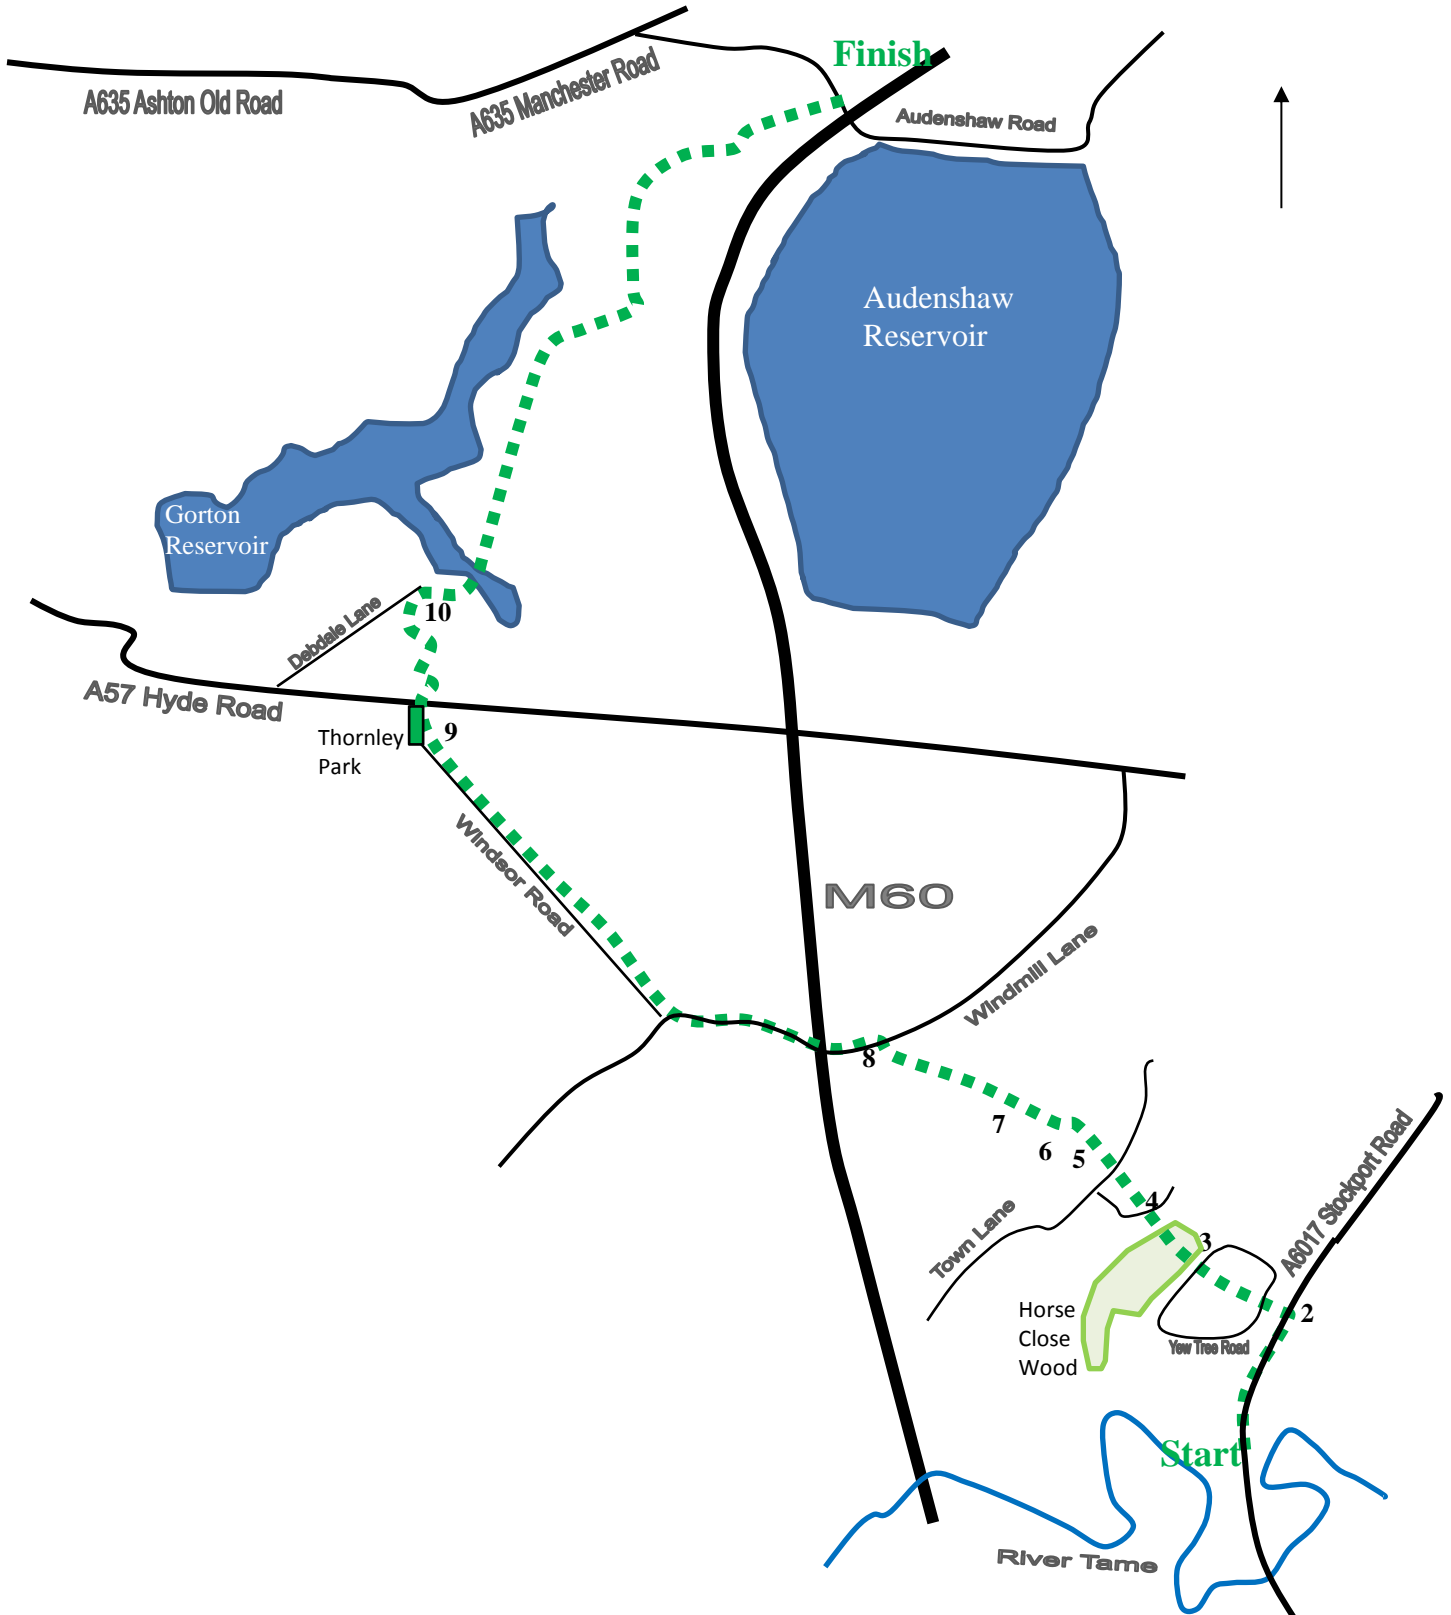 Finish
A635 Ashton Old Road
A635 Manchester Road
Audenshaw Road
Audenshaw
Reservoir
Gorton
Reservoir
Debdale Lane
10
A57 Hyde Road
Thornley
Park
9
Windsor Road
M60
Windmill Lane
8
7
6
5
4
Town Lane
3
A6017 Stockport Road
2
Horse
Close
Wood
Yew Tree Road
Start
River Tame